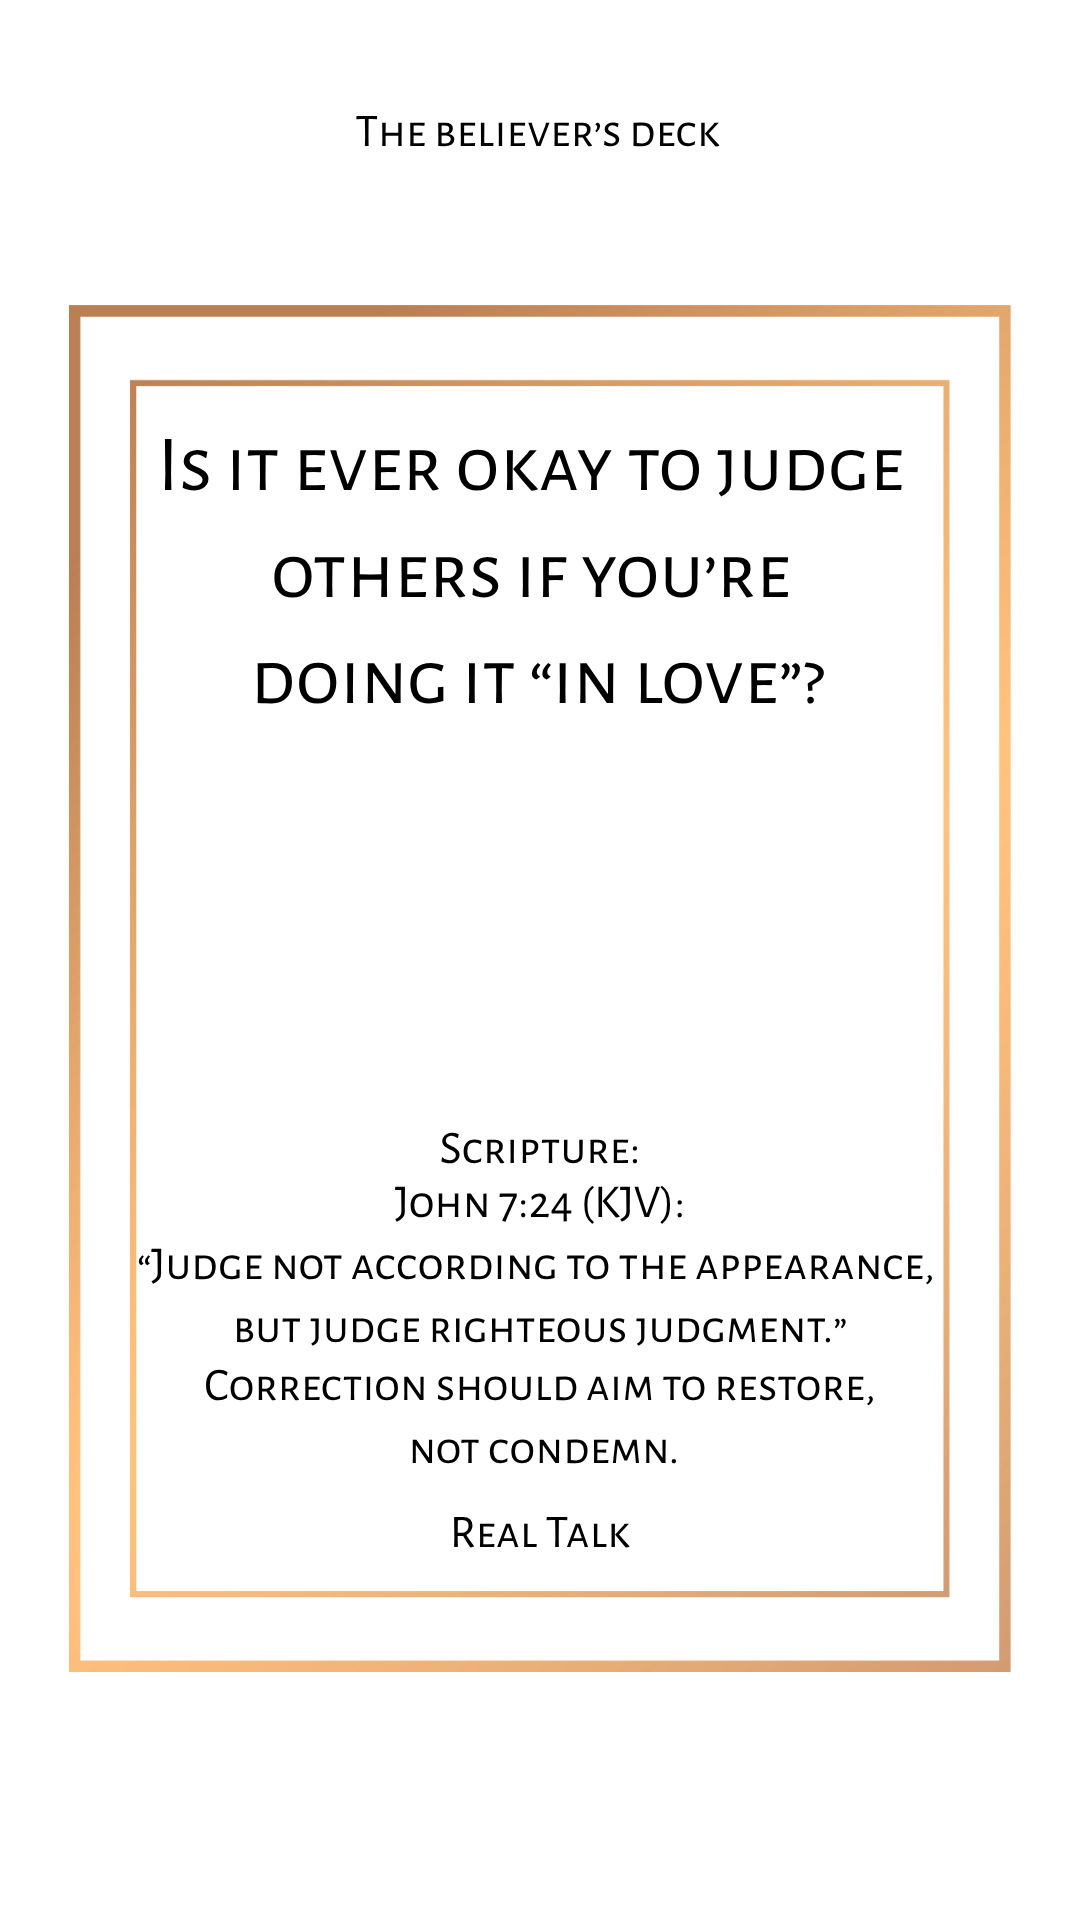 The believer’s deck
Is it ever okay to judge
others if you’re
doing it “in love”?
Scripture:
John 7:24 (KJV):
“Judge not according to the appearance,
but judge righteous judgment.”
Correction should aim to restore,
not condemn.
Real Talk